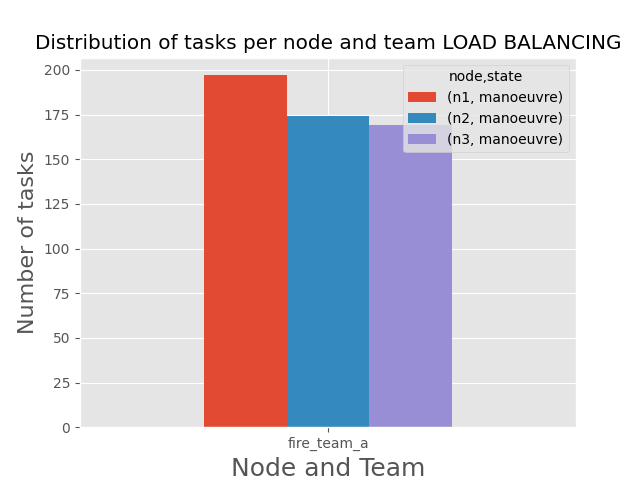 Distribution of tasks per node and team LOAD BALANCING
node,state
(n1, manoeuvre)
(n2, manoeuvre)
(n3, manoeuvre)
200
175
150
125
100
75
50
25
0
Number of tasks
fire_team_a
Node and Team